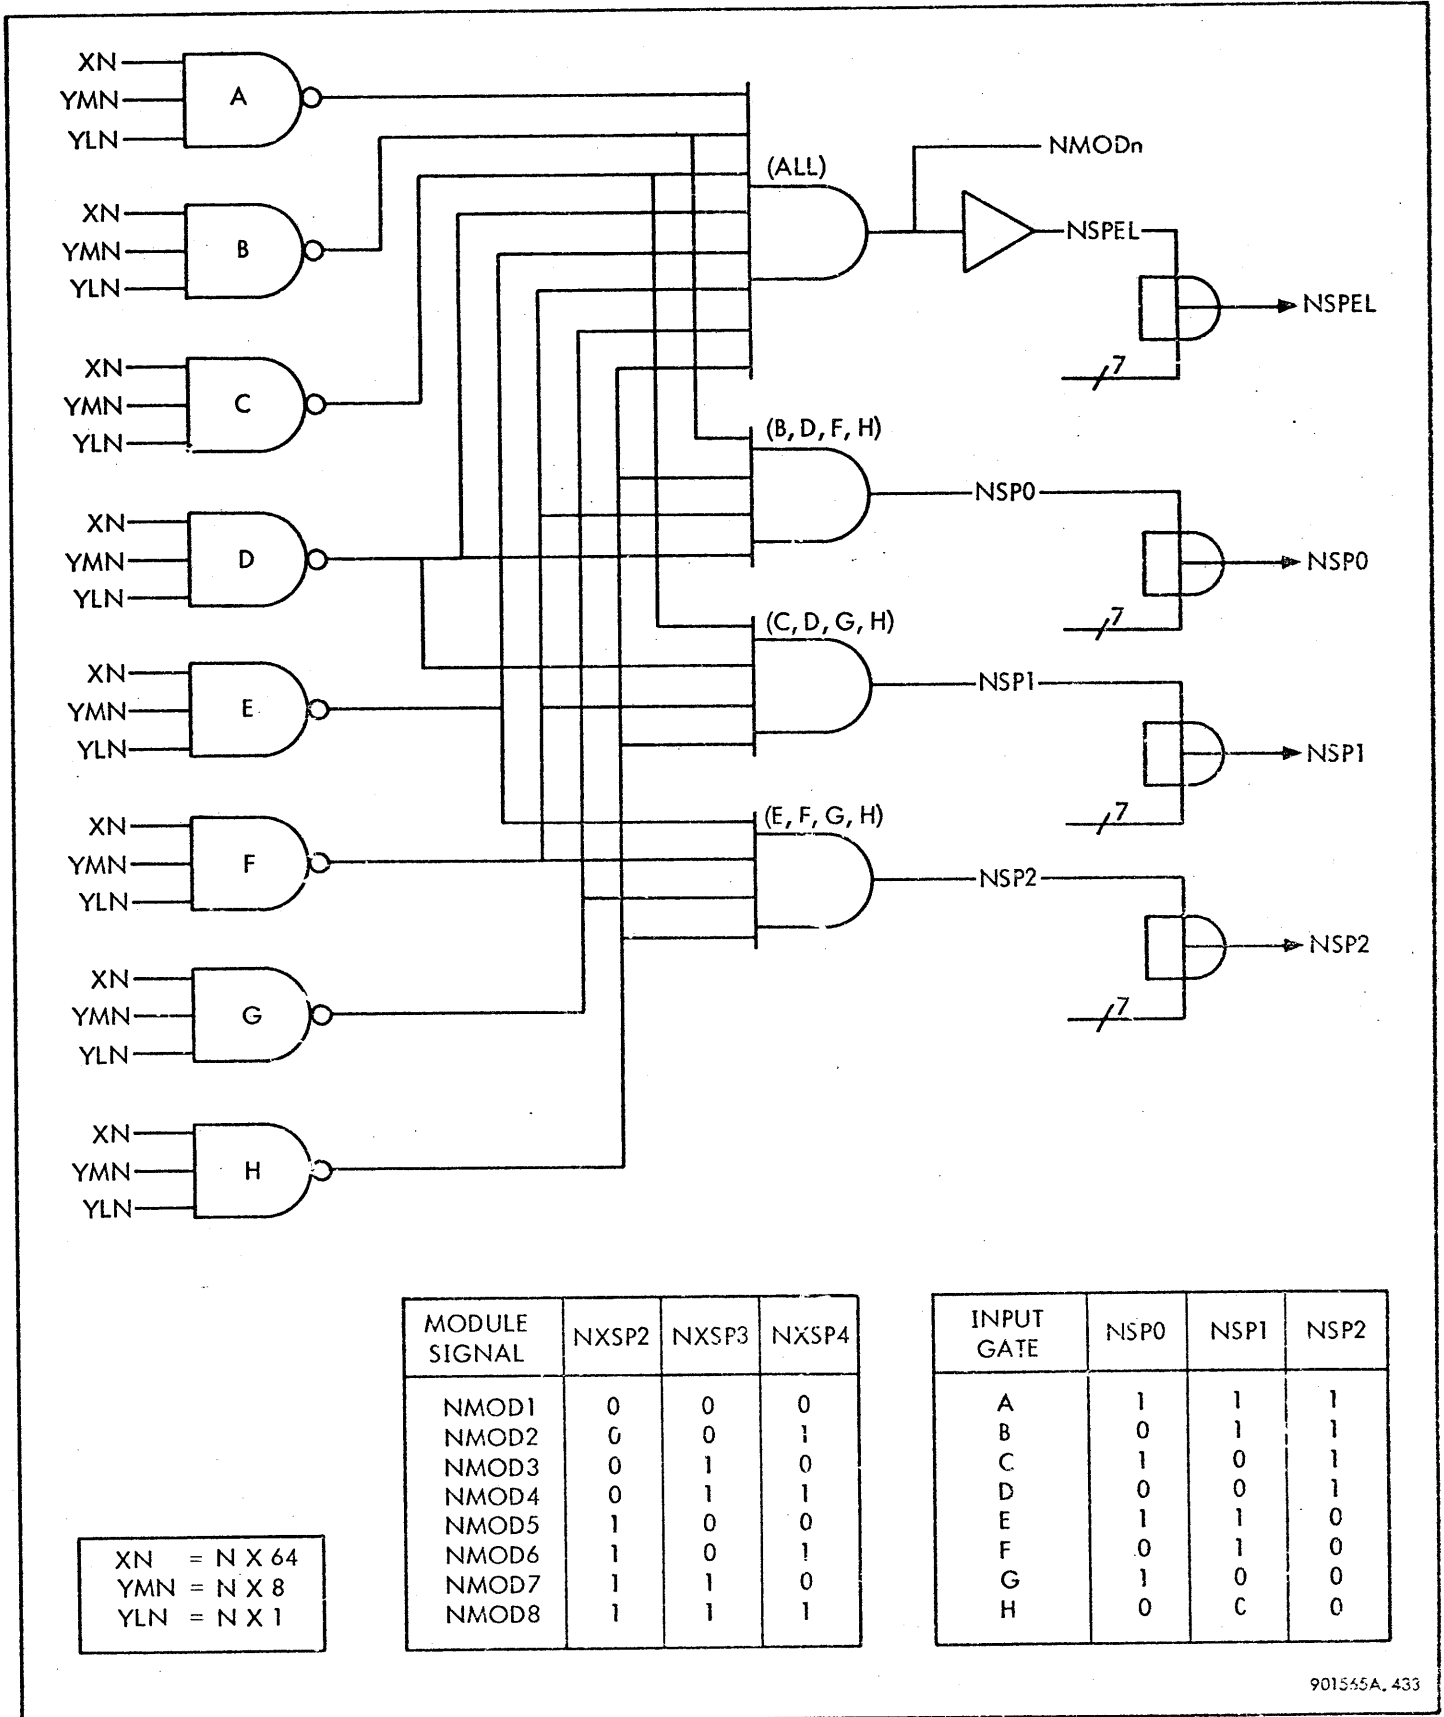 XN
YMN
YLN
A
XN
YMN
YLN
B
XN
YMN
YLN
C
XN
YMN
YLN
D
XN
YMN
YLN
E
XN
YMN
YLN
F
XN
YMN
YLN
G
XN
YMN
YLN
H
(ALL)
NMODn
NSPEL
NSPEL
7
(B, D, F, H)
NSP0
NSP0
7
(C, D, G, H)
NSP1
NSP1
7
(E, F, G, H)
NSP2
NSP2
7
XN = N X 64
YMN = N X 8
YLN = N X 1
MODULE SIGNAL NXSP2 NXSP3 NXSP4
NMOD1 0 0 0
NMOD2 0 0 1
NMOD3 0 1 0
NMOD4 0 1 1
NMOD5 1 0 0
NMOD6 1 0 1
NMOD7 1 1 0
NMOD8 1 1 1
INPUT GATE NSP0 NSP1 NSP2
A 1 1 1
B 0 1 1
C 1 0 1
D 0 0 1
E 1 1 0
F 0 1 0
G 1 0 0
H 0 C 0
901565A. 433